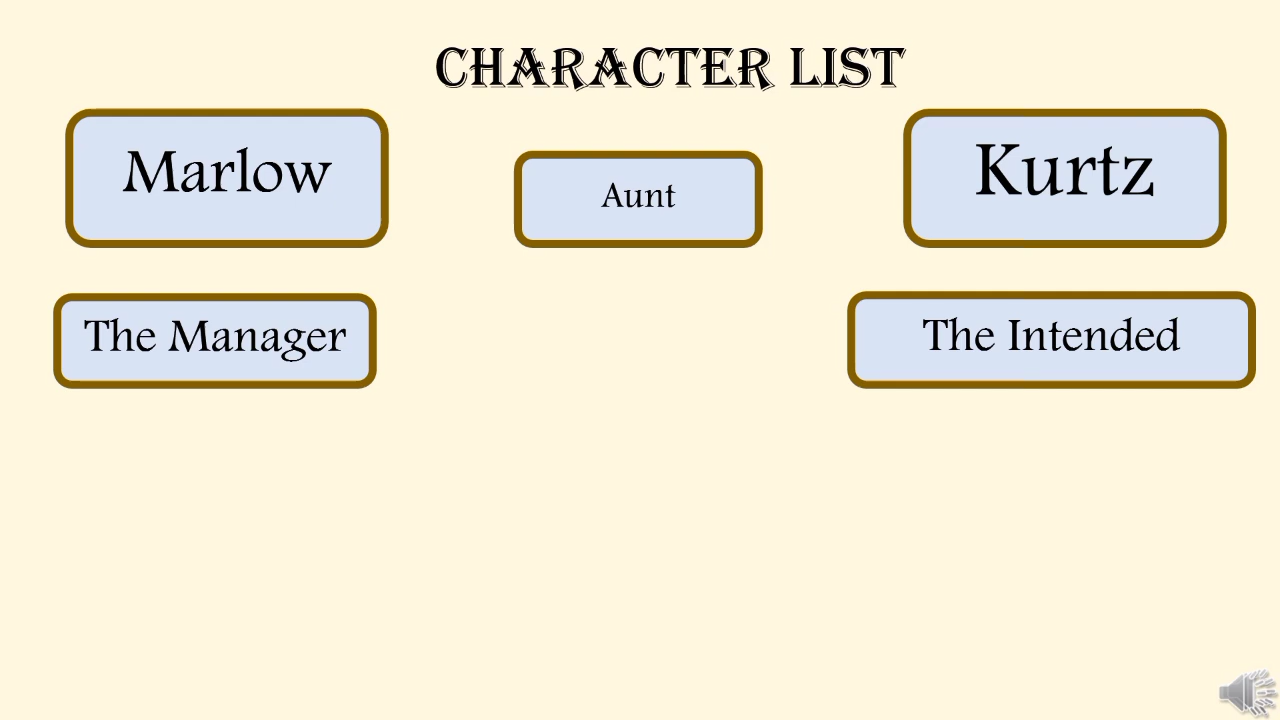 CHARACTER LIST
Marlow
Aunt
Kurtz
The Manager
The Intended